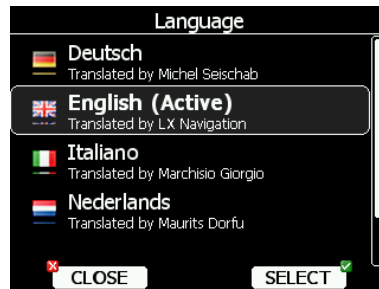 Language
Deutsch
Translated by Michel Seischab
English (Active)
Translated by LX Navigation
Italiano
Translated by Marchisio Giorgio
Nederlands
Translated by Maurits Dorfu
CLOSE
SELECT